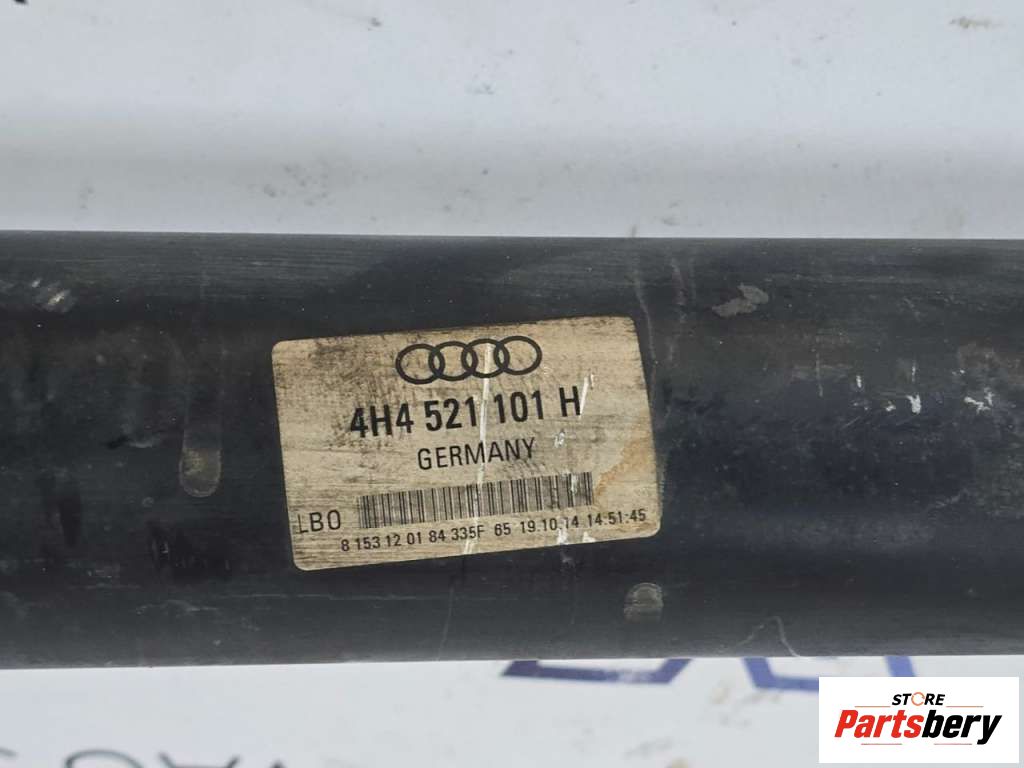 4H4 521 101 H
GERMANY
LB0
8 153 12 01 84 335F 65 19.10.14 14:51:45
STORE
Partsbery